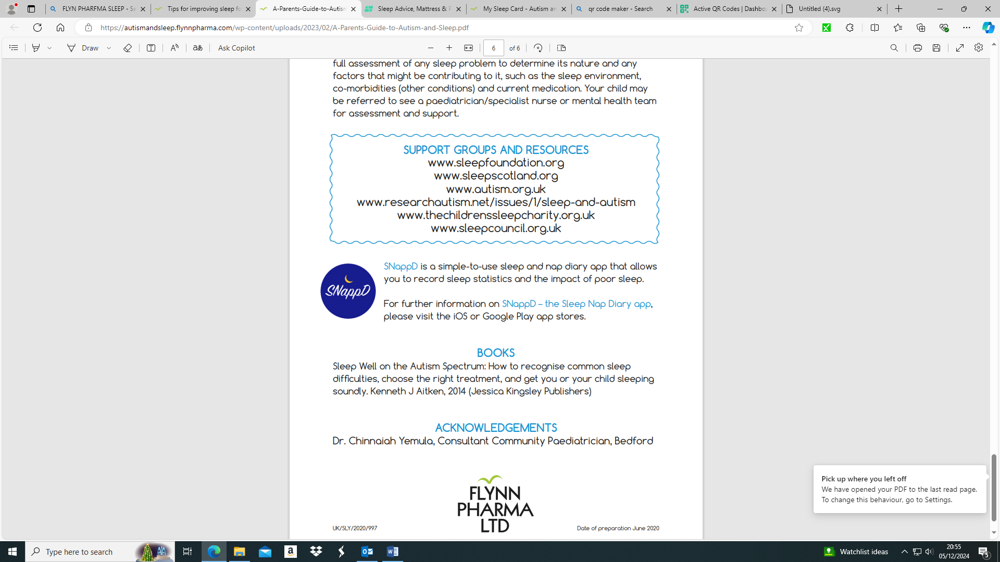 FLYN PHARFMA SLEEP - Se
Tips for improving sleep fo
A-Parents-Guide-to-Autism
Sleep Advice, Mattress & P
My Sleep Card - Autism an
qr code maker - Search
Active QR Codes | Dashboa
Untitled (4).svg
https://autismandsleep.flynnpharma.com/wp-content/uploads/2023/02/A-Parents-Guide-to-Autism-and-Sleep.pdf
Draw
Ask Copilot
6
of 6
full assessment of any sleep problem to determine its nature and any
factors that might be contributing to it, such as the sleep environment,
co-morbidities (other conditions) and current medication. Your child may
be referred to see a paediatrician/specialist nurse or mental health team
for assessment and support.
SUPPORT GROUPS AND RESOURCES
www.sleepfoundation.org
www.sleepscotland.org
www.autism.org.uk
www.researchautism.net/issues/1/sleep-and-autism
www.thechildrenssleepcharity.org.uk
www.sleepcouncil.org.uk
SNappD
SNappD is a simple-to-use sleep and nap diary app that allows
you to record sleep statistics and the impact of poor sleep.
For further information on SNappD – the Sleep Nap Diary app,
please visit the iOS or Google Play app stores.
BOOKS
Sleep Well on the Autism Spectrum: How to recognise common sleep
difficulties, choose the right treatment, and get you or your child sleeping
soundly. Kenneth J Aitken, 2014 (Jessica Kingsley Publishers)
ACKNOWLEDGEMENTS
Dr. Chinnaiah Yemula, Consultant Community Paediatrician, Bedford
FLYNN
PHARMA
LTD
UK/SLY/2020/997
Date of preparation June 2020
Pick up where you left off
We have opened your PDF to the last read page.
To change this behaviour, go to Settings.
Type here to search
Watchlist ideas
20:55
05/12/2024
5